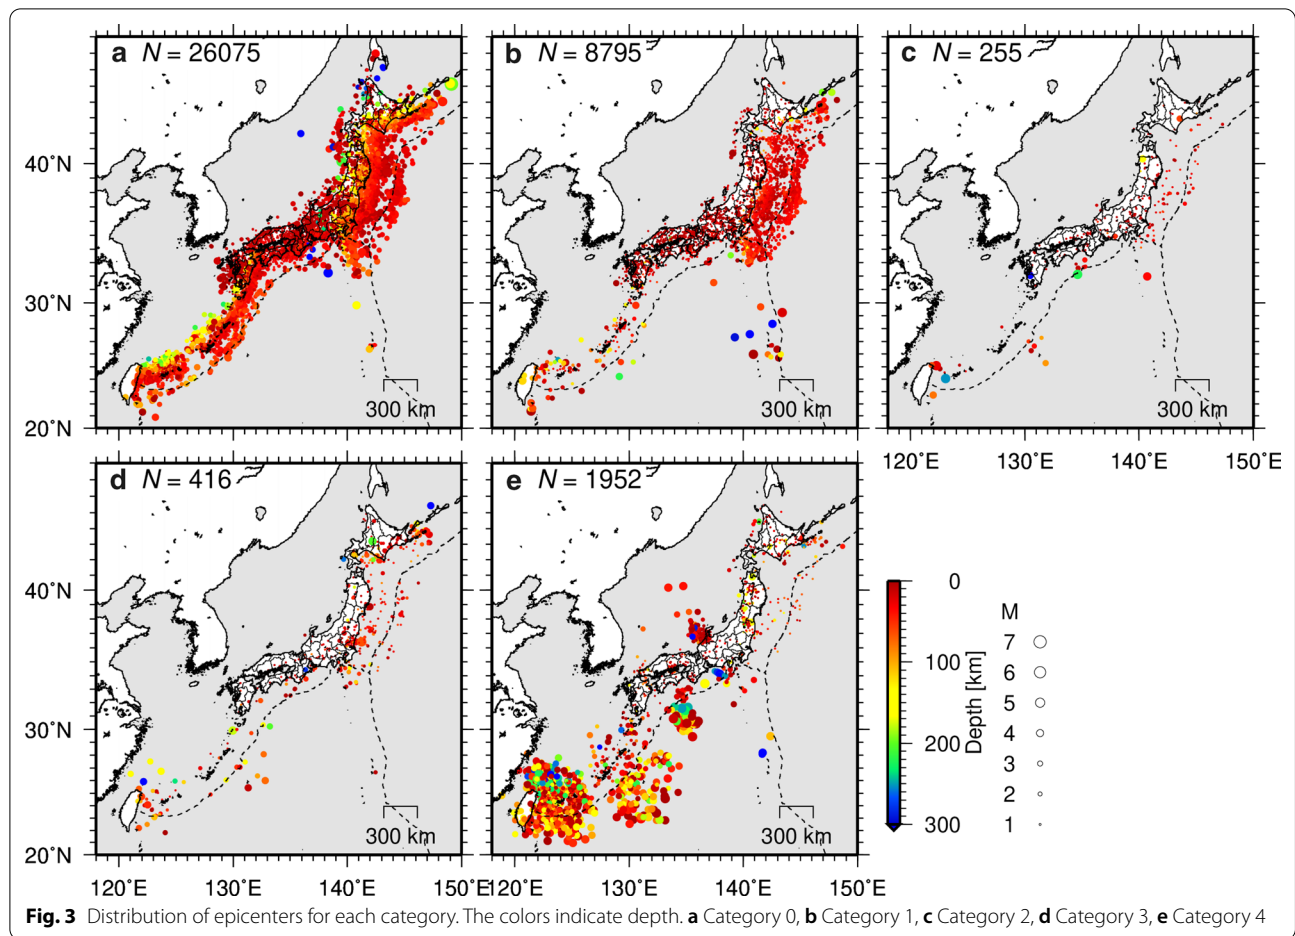 a N = 26075
b N = 8795
c N = 255
40˚N
30˚N
20˚N
300 km
300 km
300 km
120˚E 130˚E 140˚E 150˚E
d N = 416
e N = 1952
40˚N
30˚N
20˚N
300 km
300 km
120˚E 130˚E 140˚E 150˚E 120˚E 130˚E 140˚E 150˚E
0
100
200
300
Depth [km]
M
7
6
5
4
3
2
1
Fig. 3 Distribution of epicenters for each category. The colors indicate depth. a Category 0, b Category 1, c Category 2, d Category 3, e Category 4